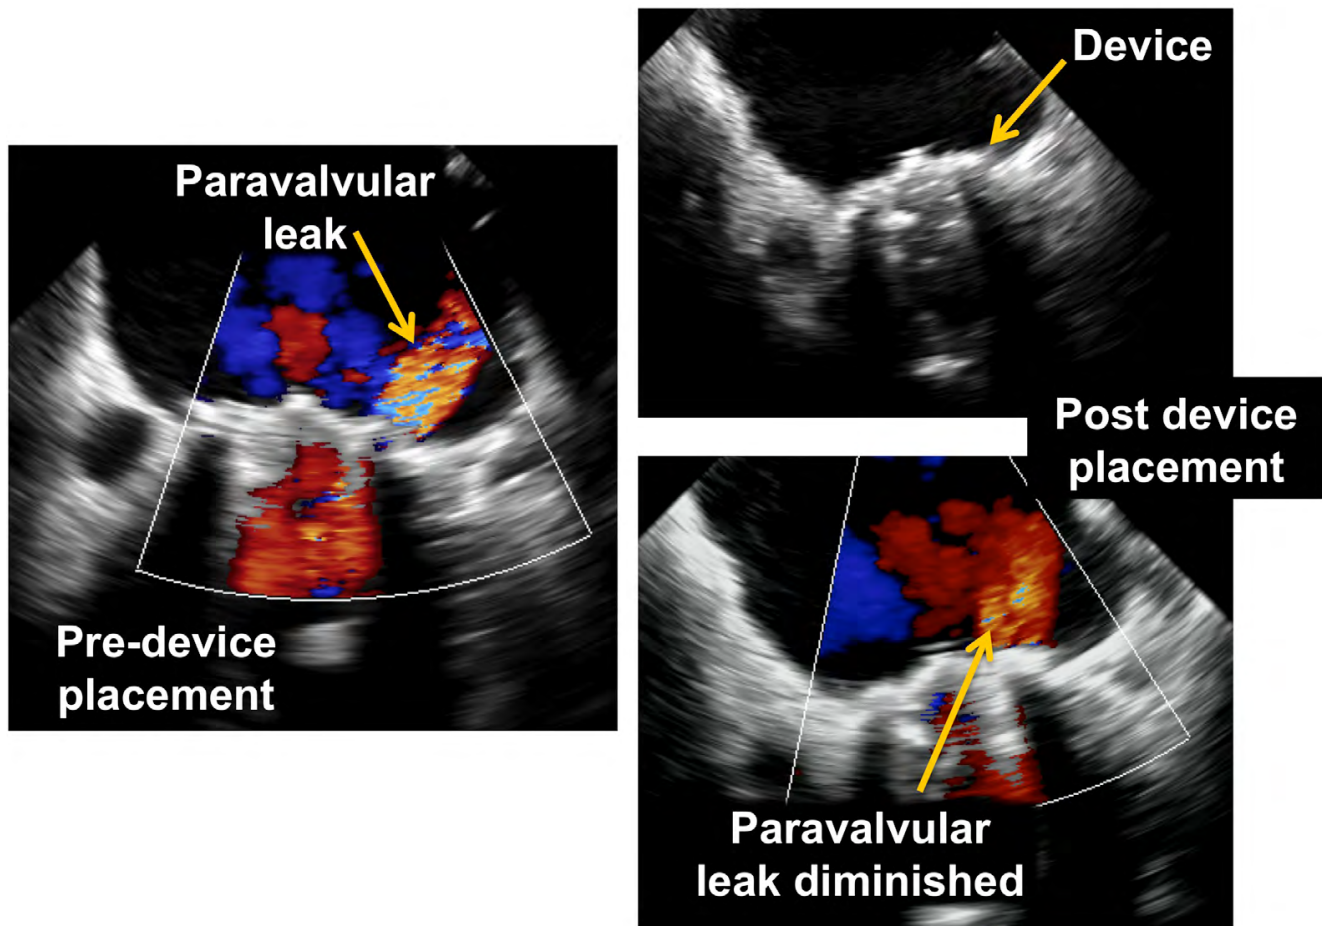 Paravalvular
leak
Pre-device
placement
Device
Post device
placement
Paravalvular
leak diminished